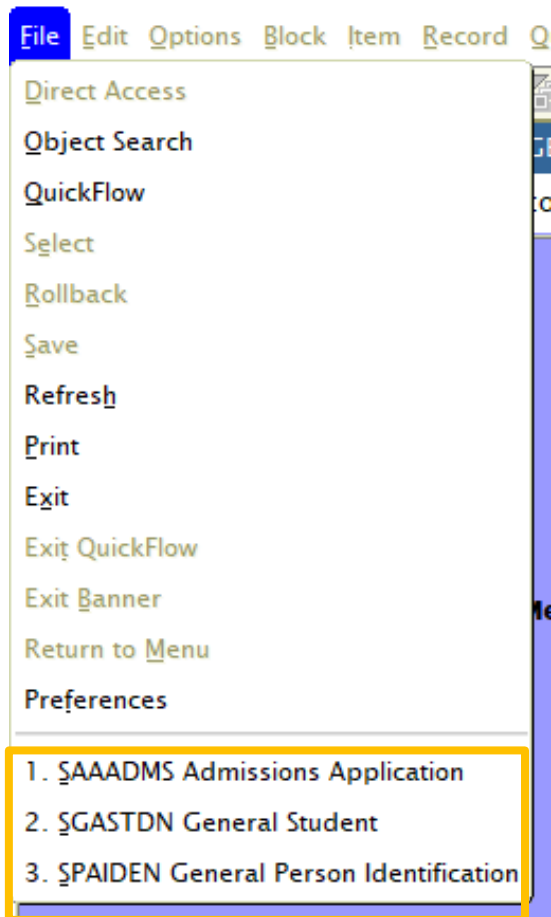 File Edit Options Block Item Record Q
Direct Access
Object Search
QuickFlow
Select
Rollback
Save
Refresh
Print
Exit
Exit QuickFlow
Exit Banner
Return to Menu
Preferences
1. SAAADMS Admissions Application
2. SGASTDN General Student
3. SPAIDEN General Person Identification